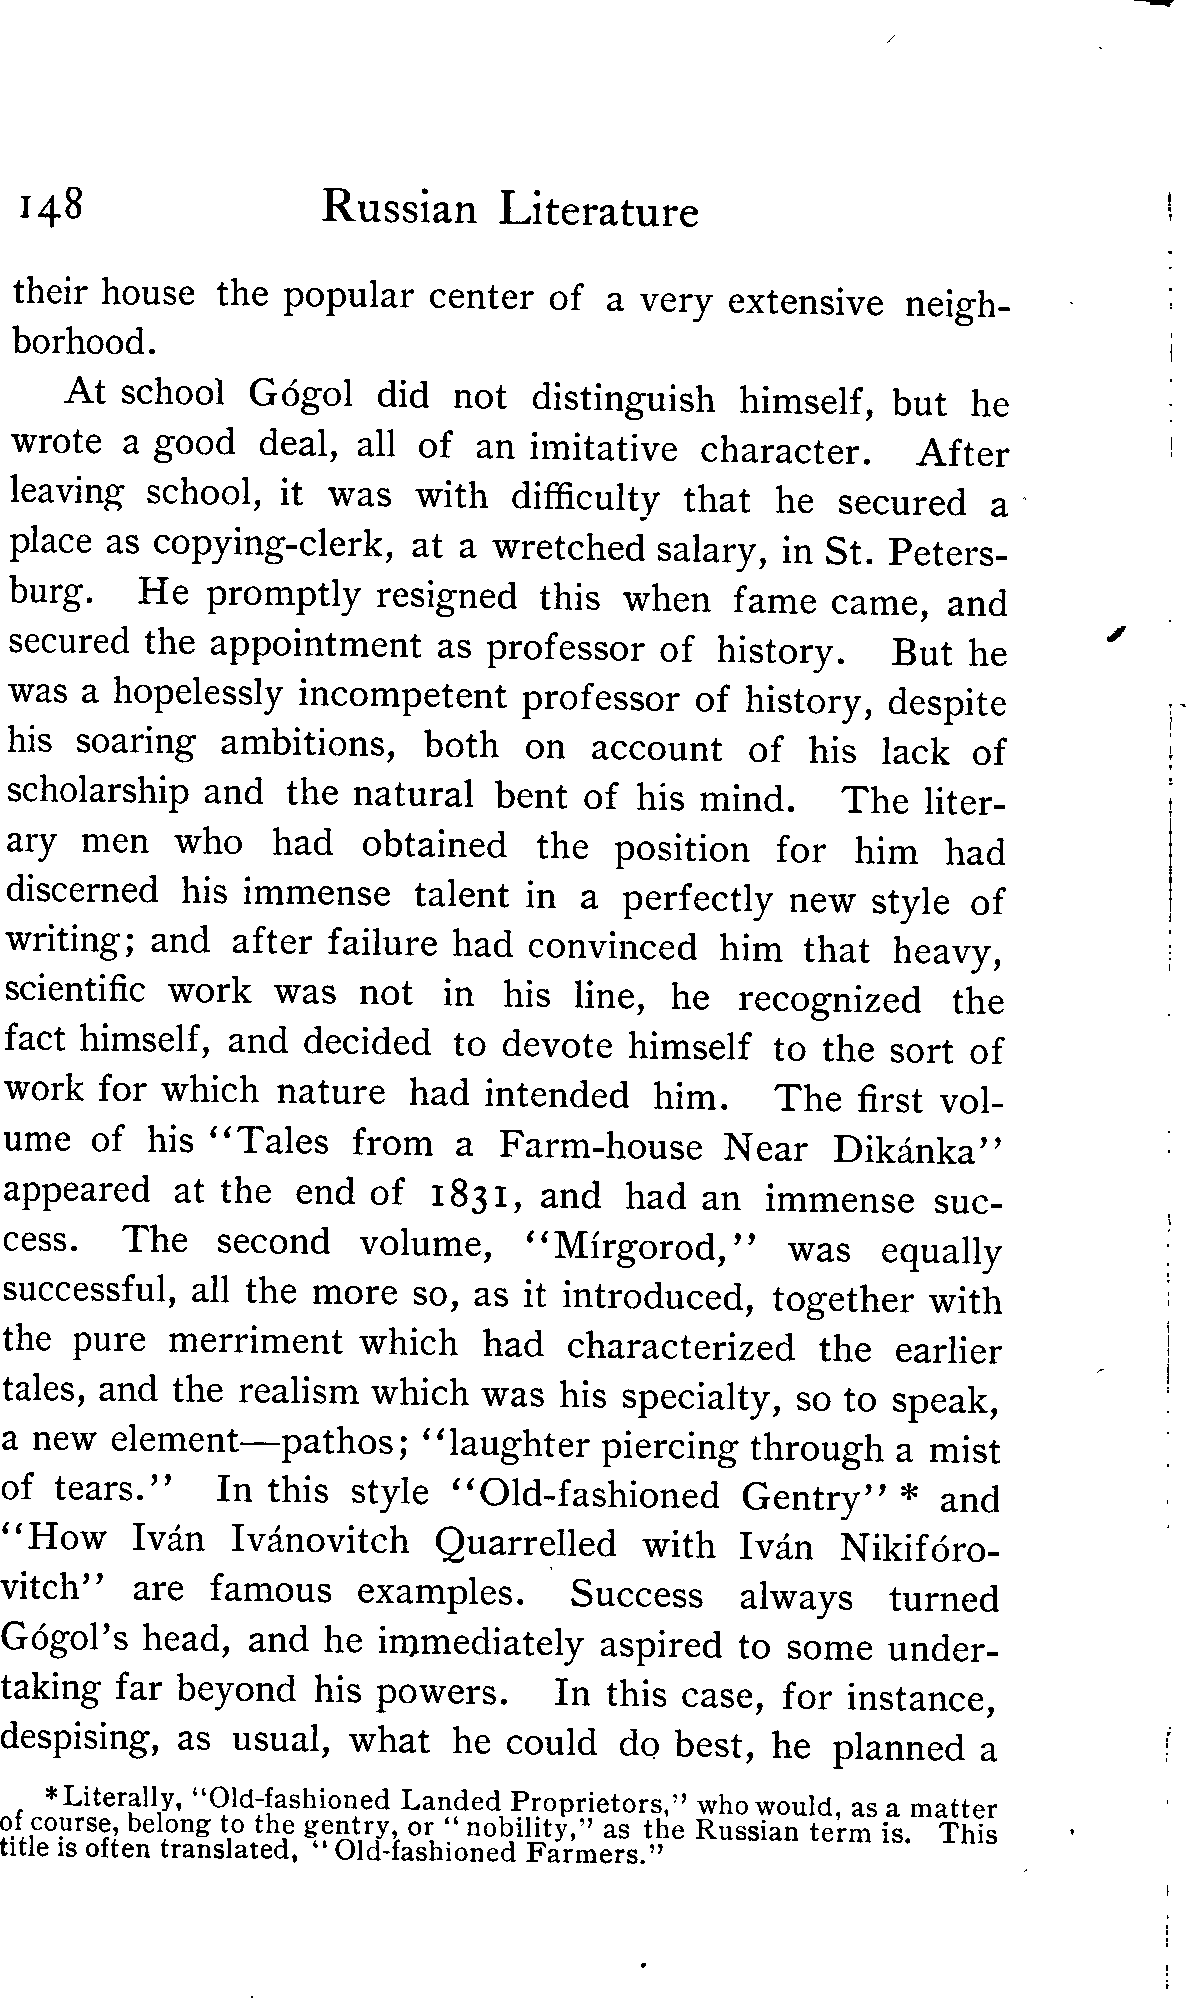 148 Russian Literature
their house the popular center of a very extensive neigh-
borhood.
At school Gógol did not distinguish himself, but he
wrote a good deal, all of an imitative character. After
leaving school, it was with difficulty that he secured a
place as copying-clerk, at a wretched salary, in St. Peters-
burg. He promptly resigned this when fame came, and
secured the appointment as professor of history. But he
was a hopelessly incompetent professor of history, despite
his soaring ambitions, both on account of his lack of
scholarship and the natural bent of his mind. The liter-
ary men who had obtained the position for him had
discerned his immense talent in a perfectly new style of
writing; and after failure had convinced him that heavy,
scientific work was not in his line, he recognized the
fact himself, and decided to devote himself to the sort of
work for which nature had intended him. The first vol-
ume of his "Tales from a Farm-house Near Dikánka"
appeared at the end of 1831, and had an immense suc-
cess. The second volume, "Mírgorod," was equally
successful, all the more so, as it introduced, together with
the pure merriment which had characterized the earlier
tales, and the realism which was his specialty, so to speak,
a new element—pathos; "laughter piercing through a mist
of tears." In this style "Old-fashioned Gentry" * and
"How Iván Ivánovitch Quarrelled with Iván Nikifóro-
vitch" are famous examples. Success always turned
Gógol's head, and he immediately aspired to some under-
taking far beyond his powers. In this case, for instance,
despising, as usual, what he could do best, he planned a
*Literally, "Old-fashioned Landed Proprietors," who would, as a matter
of course, belong to the gentry, or "nobility," as the Russian term is. This
title is often translated, "Old-fashioned Farmers."